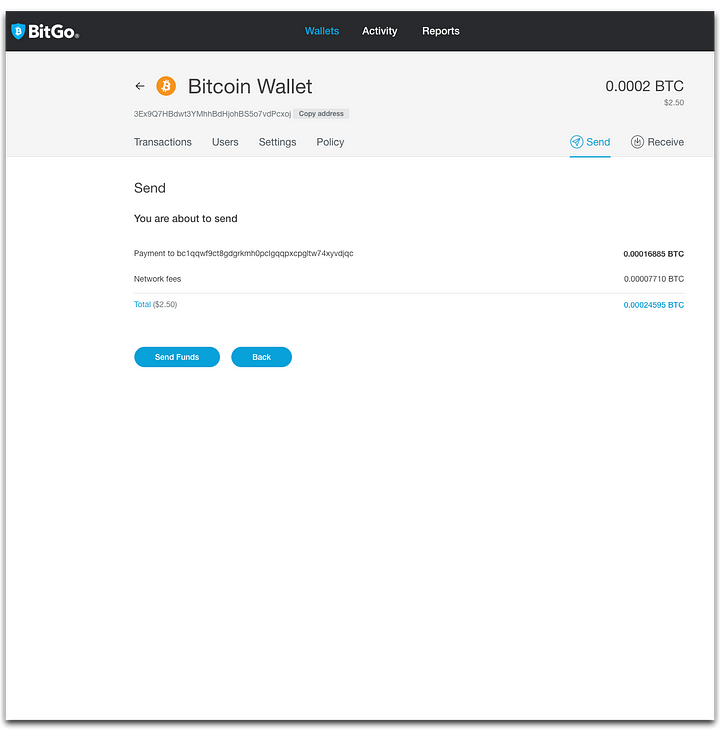 BitGo®
Wallets Activity Reports
Bitcoin Wallet 0.0002 BTC
$2.50
3Ex9Q7HBdwt3YMhhBdHjohBS5o7vdPcxoj Copy address
Transactions Users Settings Policy Send Receive
Send
You are about to send
Payment to bc1qqwf9ct8gdgrkmh0pclgqqpxcpgltw74xyvdjqc 0.00016885 BTC
Network fees 0.00007710 BTC
Total ($2.50) 0.00024595 BTC
Send Funds Back